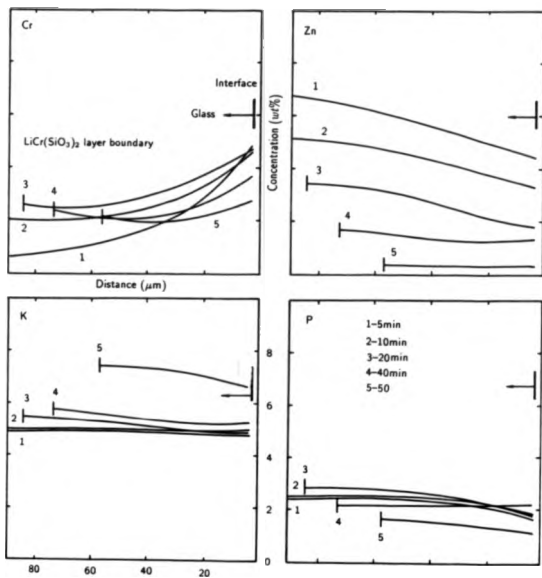 Cr
Interface
Glass
LiCr(SiO₃)₂ layer boundary
3
4
2
1
5
Distance (μm)
Concentration (wt%)
Zn
1
2
3
4
5
K
5
3
4
2
1
80
60
40
20
8
6
4
2
0
P
1-5min
2-10min
3-20min
4-40min
5-50
3
2
1
4
5